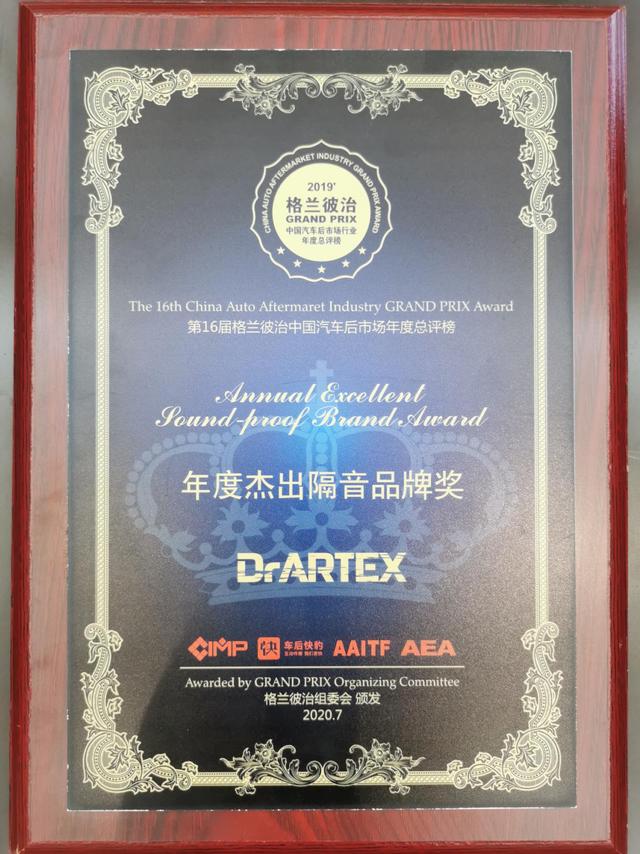 CHINA AUTO AFTERMARKET INDUSTRY GRAND PRIX AWARD
2019'
格兰彼治
GRAND PRIX
中国汽车后市场行业
年度总评榜
The 16th China Auto Aftermaret Industry GRAND PRIX Award
第16届格兰彼治中国汽车后市场年度总评榜
Annual Excellent
Sound-proof Brand Award
年度杰出隔音品牌奖
DrARTEX
CIMP 快 车后快豹 AAITF AEA
Awarded by GRAND PRIX Organizing Committee
格兰彼治组委会 颁发
2020.7